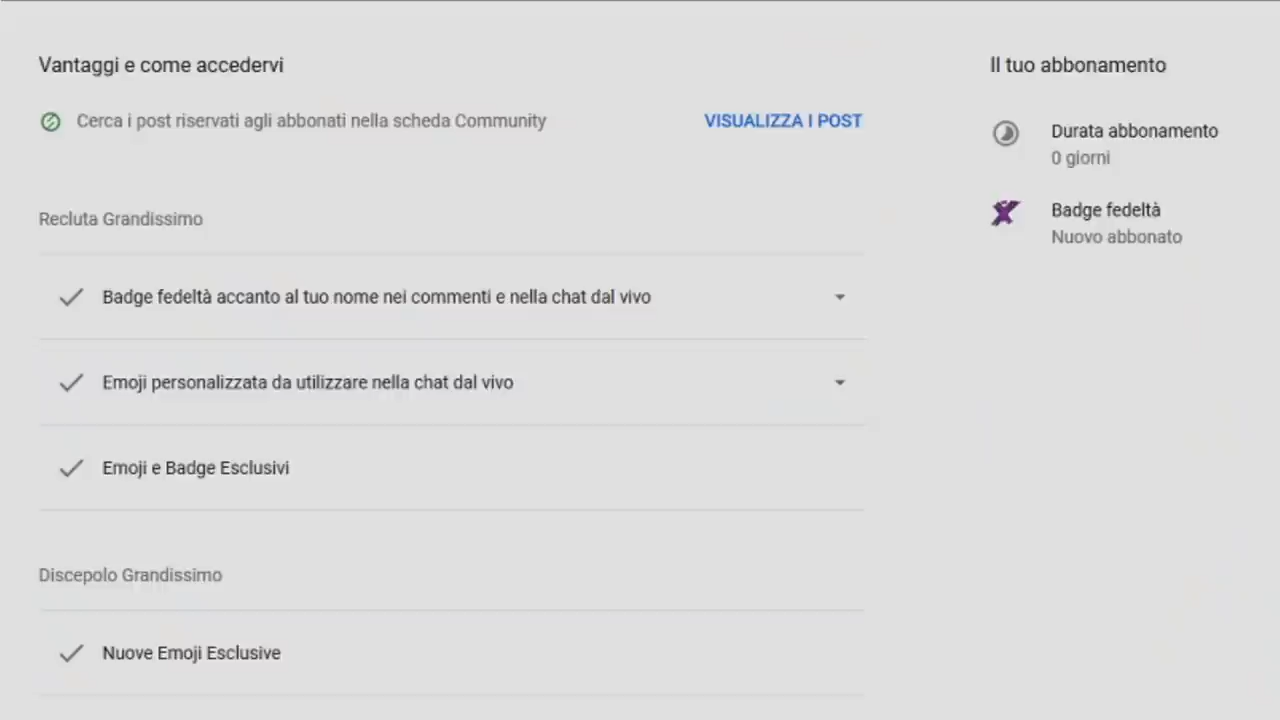 Vantaggi e come accedervi
Cerca i post riservati agli abbonati nella scheda Community
VISUALIZZA I POST
Recluta Grandissimo
Badge fedeltà accanto al tuo nome nei commenti e nella chat dal vivo
Emoji personalizzata da utilizzare nella chat dal vivo
Emoji e Badge Esclusivi
Discepolo Grandissimo
Nuove Emoji Esclusive
Il tuo abbonamento
Durata abbonamento
0 giorni
Badge fedeltà
Nuovo abbonato